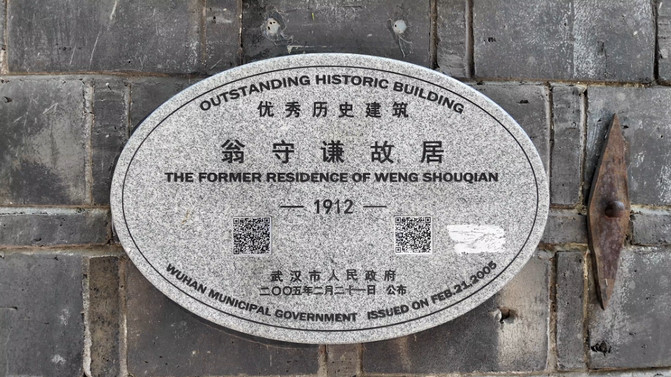 OUTSTANDING HISTORIC BUILDING
优秀历史建筑
翁守谦故居
THE FORMER RESIDENCE OF WENG SHOUQIAN
— 1912 —
武汉市人民政府
二〇〇五年二月二十一日 公布
WUHAN MUNICIPAL GOVERNMENT ISSUED ON FEB.21.2005